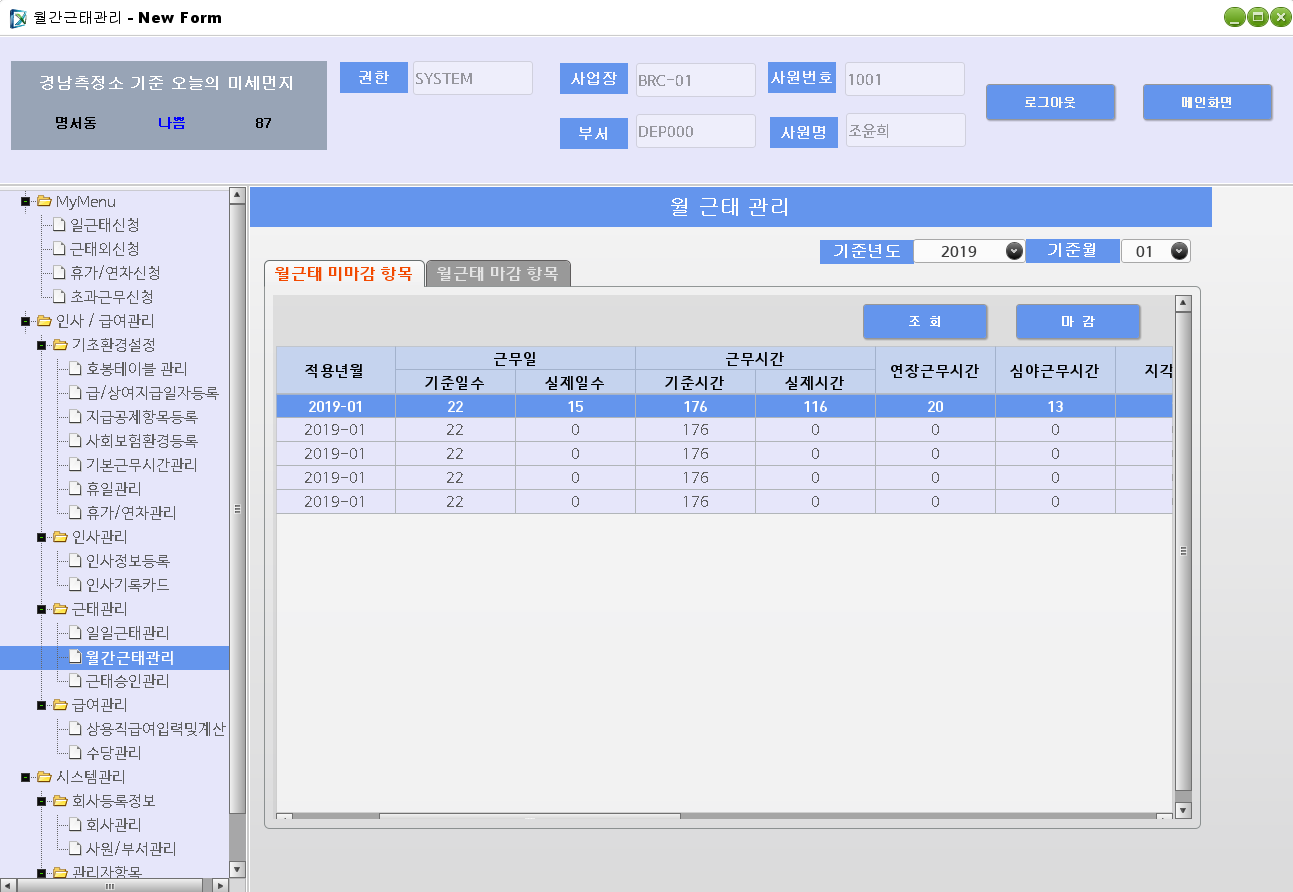 월간근태관리 - New Form
경남측정소 기준 오늘의 미세먼지
명서동 나쁨 87
권한 SYSTEM
사업장 BRC-01
사원번호 1001
부서 DEP000
사원명 조윤희
로그아웃
메인화면
MyMenu
일근태신청
근태외신청
휴가/연차신청
초과근무신청
인사 / 급여관리
기초환경설정
호봉테이블 관리
급/상여지급일자등록
지급공제항목등록
사회보험환경등록
기본근무시간관리
휴일관리
휴가/연차관리
인사관리
인사정보등록
인사기록카드
근태관리
일일근태관리
월간근태관리
근태승인관리
급여관리
상용직급여입력및계산
수당관리
시스템관리
회사등록정보
회사관리
사원/부서관리
관리자항목
월 근태 관리
기준년도 2019 기준월 01
월근태 미마감 항목 월근태 마감 항목
조 회 마 감
적용년월 근무일 근무시간 연장근무시간 심야근무시간 지각
기준일수 실제일수 기준시간 실제시간
2019-01 22 15 176 116 20 13
2019-01 22 0 176 0 0 0
2019-01 22 0 176 0 0 0
2019-01 22 0 176 0 0 0
2019-01 22 0 176 0 0 0